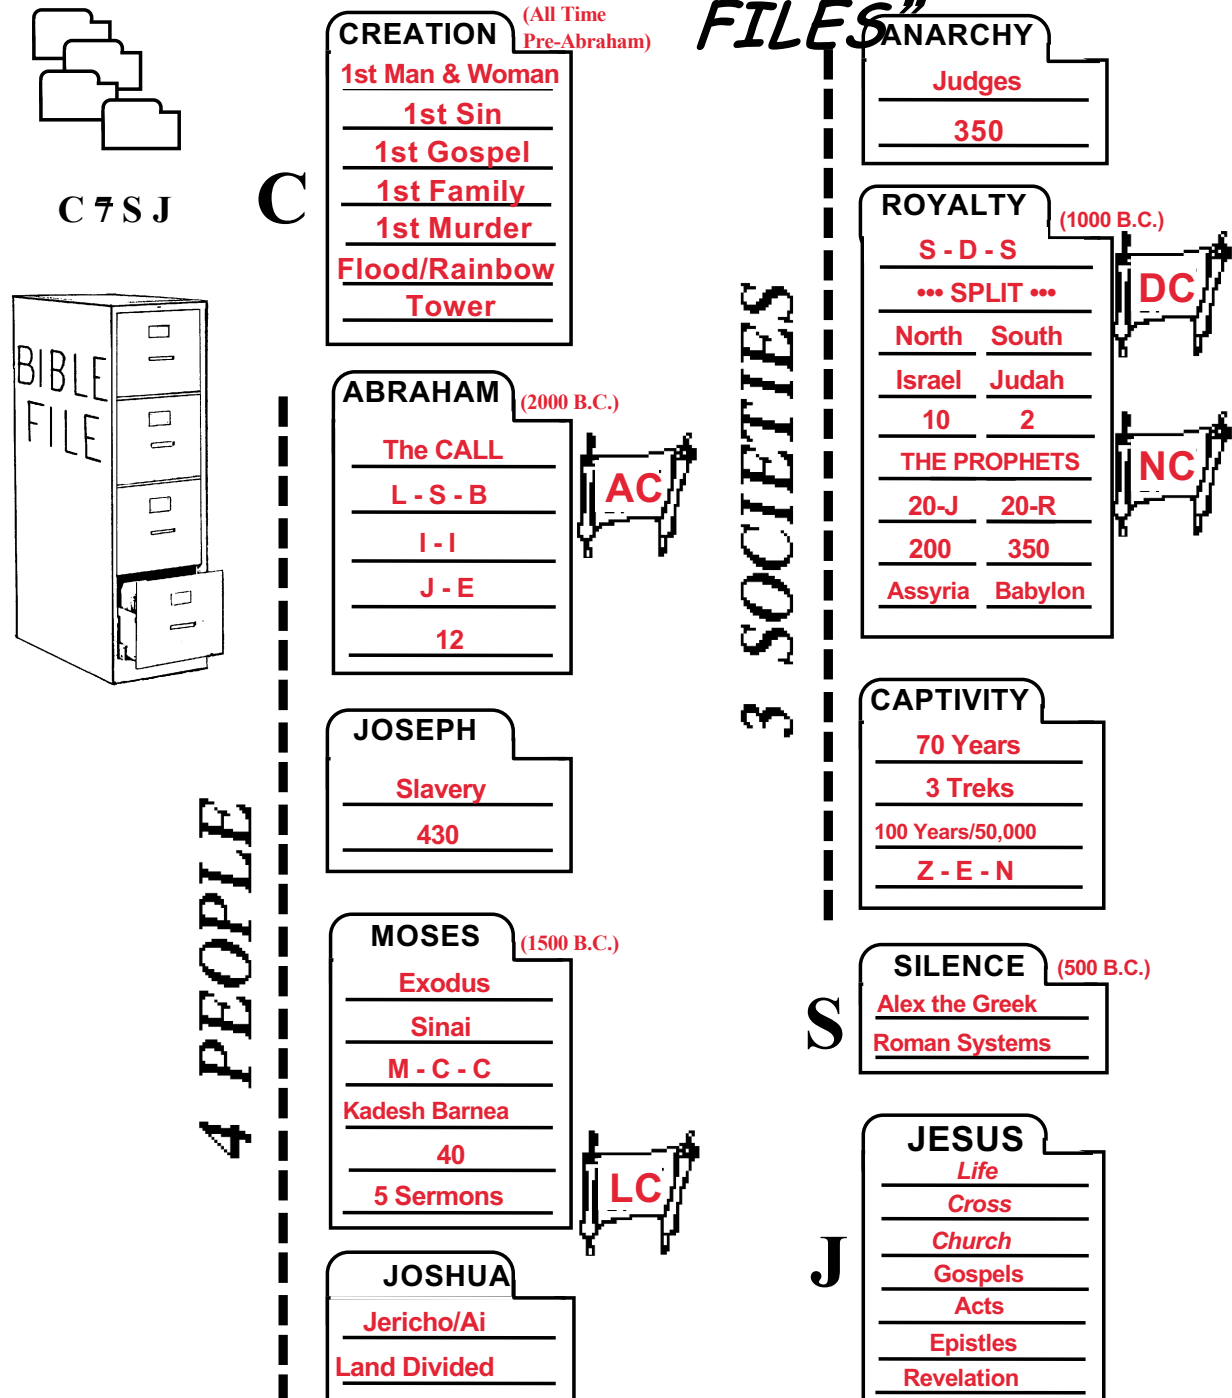 FILES”
C 7 S J
BIBLE
FILE
C
CREATION
(All Time
Pre-Abraham)
1st Man & Woman
1st Sin
1st Gospel
1st Family
1st Murder
Flood/Rainbow
Tower
4 PEOPLE
ABRAHAM
(2000 B.C.)
The CALL
L - S - B
I - I
J - E
12
AC
JOSEPH
Slavery
430
MOSES
(1500 B.C.)
Exodus
Sinai
M - C - C
Kadesh Barnea
40
5 Sermons
LC
JOSHUA
Jericho/Ai
Land Divided
3 SOCIETIES
ANARCHY
Judges
350
ROYALTY
(1000 B.C.)
S - D - S
••• SPLIT •••
North South
Israel Judah
10 2
THE PROPHETS
20-J 20-R
200 350
Assyria Babylon
DC
NC
CAPTIVITY
70 Years
3 Treks
100 Years/50,000
Z - E - N
S
SILENCE
(500 B.C.)
Alex the Greek
Roman Systems
J
JESUS
Life
Cross
Church
Gospels
Acts
Epistles
Revelation